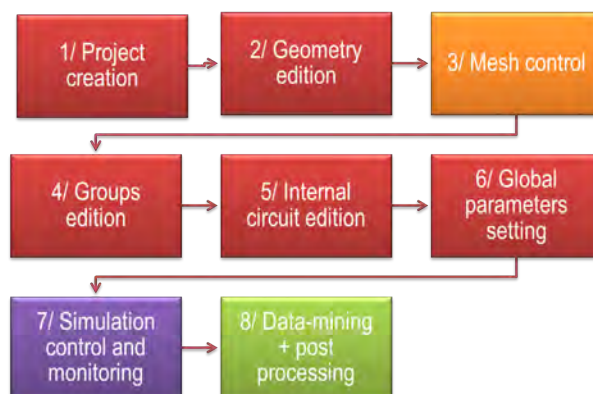 1/ Project
creation
2/ Geometry
edition
3/ Mesh control
4/ Groups
edition
5/ Internal
circuit edition
6/ Global
parameters
setting
7/ Simulation
control and
monitoring
8/ Data-mining
+ post
processing